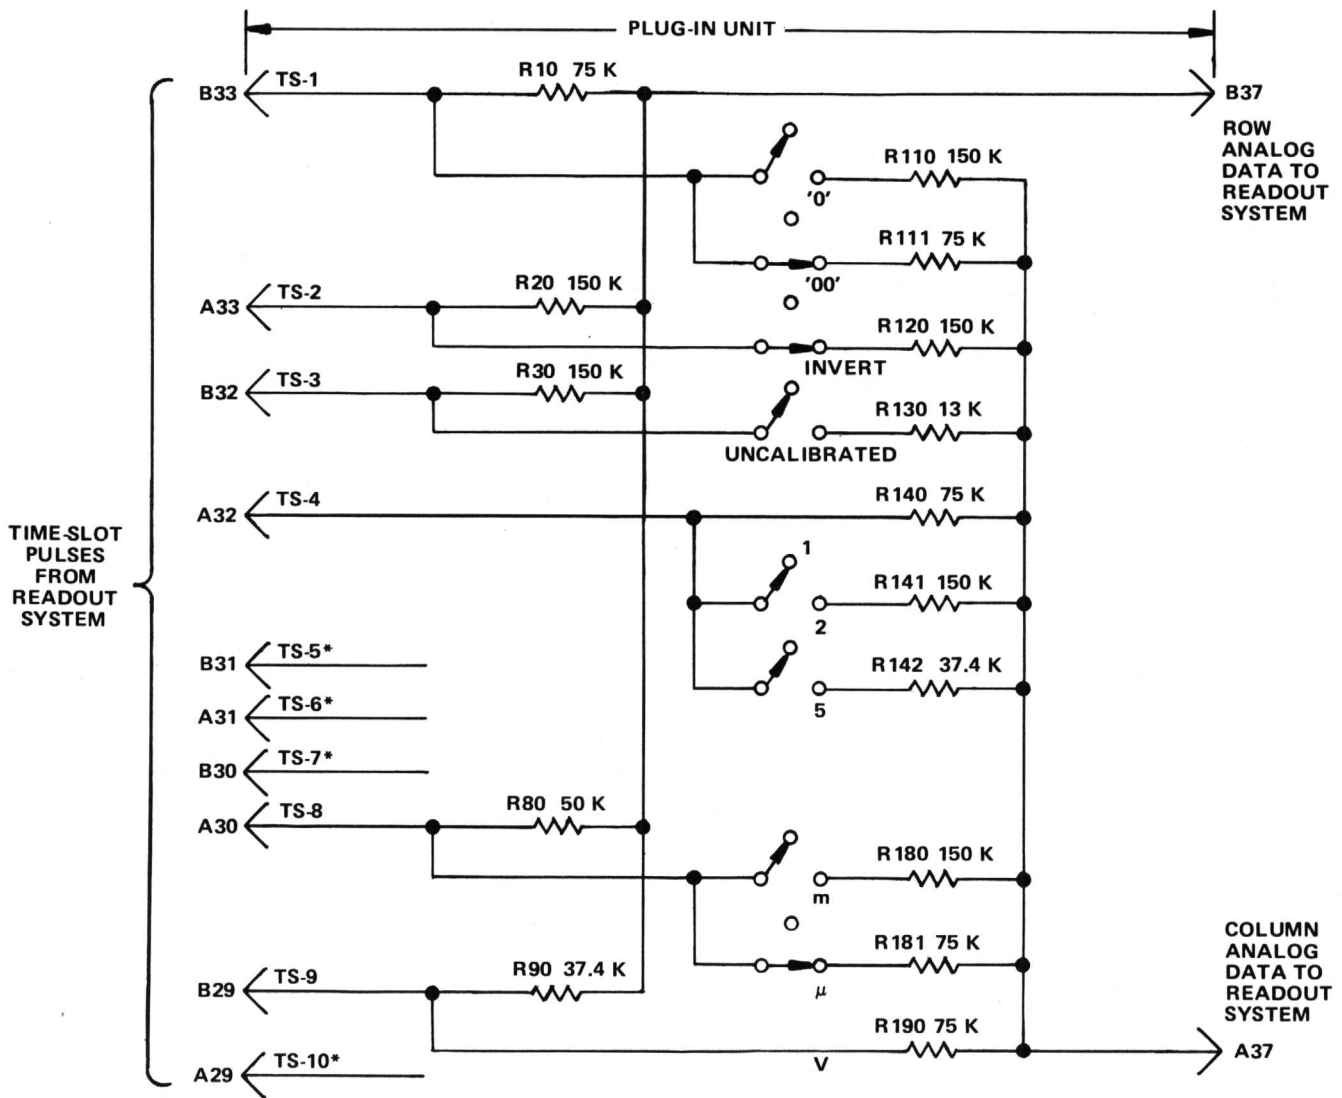 PLUG-IN UNIT
B33 TS-1 R10 75 K B37
ROW
ANALOG
DATA TO
READOUT
SYSTEM
R110 150 K
'0'
R111 75 K
'00'
A33 TS-2 R20 150 K
R120 150 K
INVERT
B32 TS-3 R30 150 K
R130 13 K
UNCALIBRATED
A32 TS-4 R140 75 K
TIME-SLOT
PULSES
FROM
READOUT
SYSTEM
1
R141 150 K
2
R142 37.4 K
5
B31 TS-5*
A31 TS-6*
B30 TS-7*
A30 TS-8 R80 50 K
R180 150 K
m
R181 75 K
μ
B29 TS-9 R90 37.4 K
COLUMN
ANALOG
DATA TO
READOUT
SYSTEM
R190 75 K
V
A37
A29 TS-10*